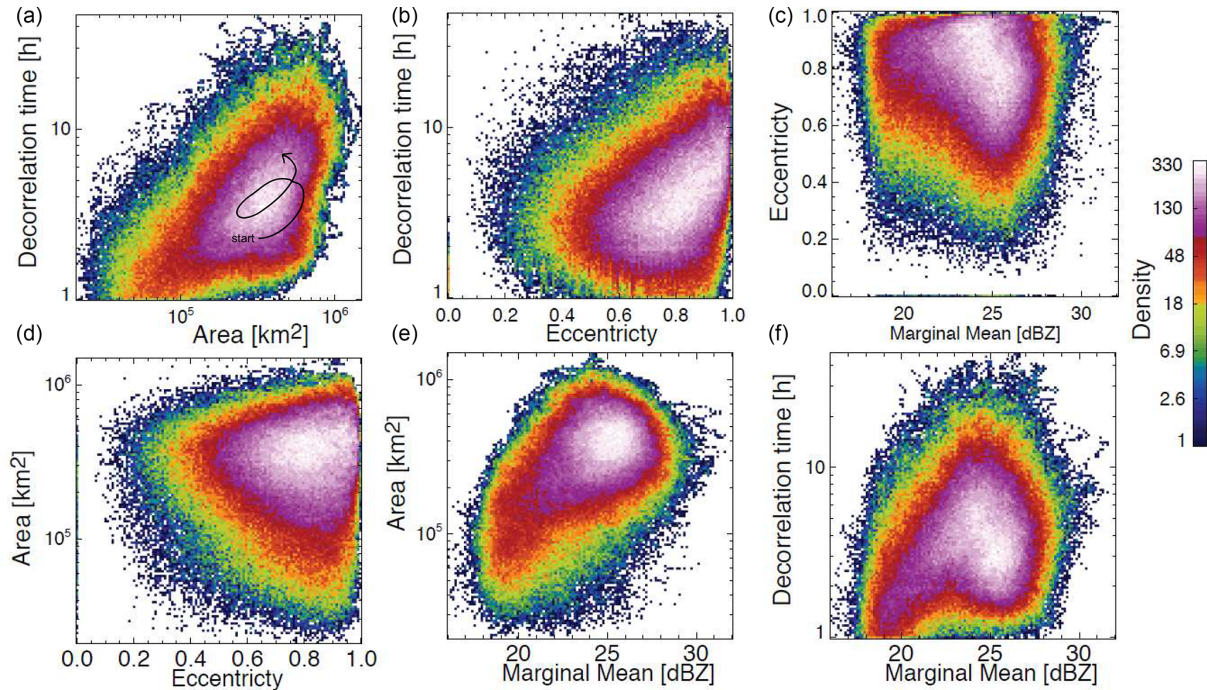 (a)
(b)
(c)
Decorrelation time [h]
10
1
start
10^5
10^6
Area [km2]
Decorrelation time [h]
10
1
0.0 0.2 0.4 0.6 0.8 1.0
Eccentricty
Eccentricity
1.0
0.8
0.6
0.4
0.2
0.0
20 25 30
Marginal Mean [dBZ]
(d)
(e)
(f)
Area [km2]
10^6
10^5
0.0 0.2 0.4 0.6 0.8 1.0
Eccentricty
Area [km2]
10^6
10^5
20 25 30
Marginal Mean [dBZ]
Decorrelation time [h]
10
1
20 25 30
Marginal Mean [dBZ]
330
130
48
18
6.9
2.6
1
Density